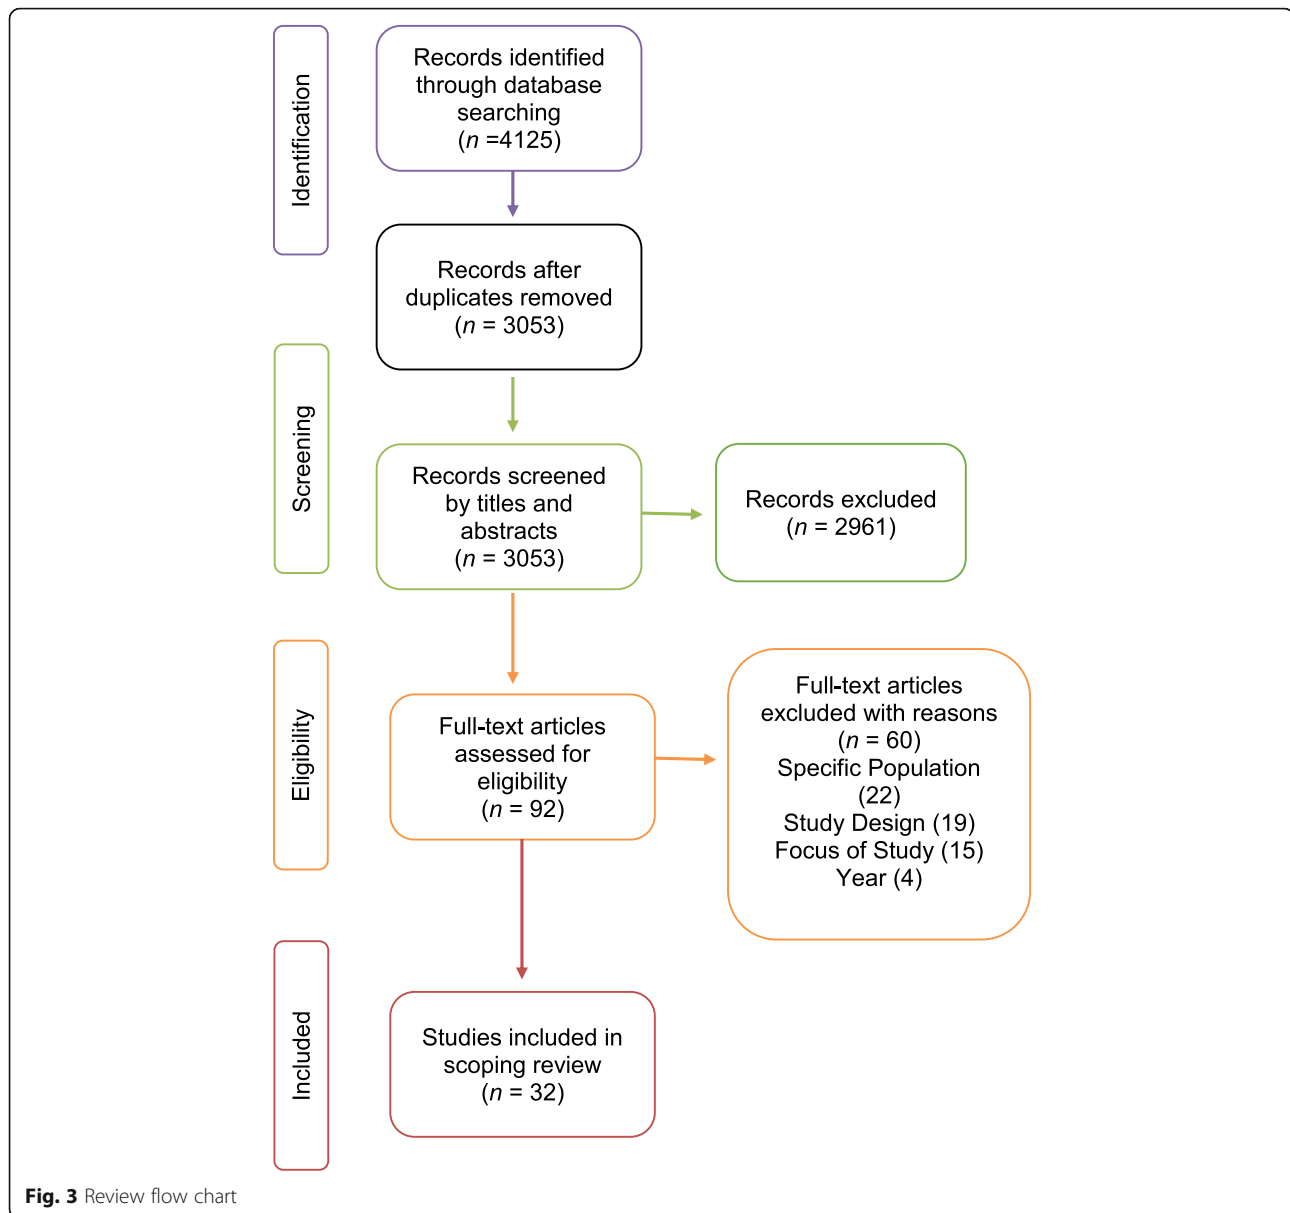 Identification
Records identified
through database
searching
(n =4125)
Records after
duplicates removed
(n = 3053)
Screening
Records screened
by titles and
abstracts
(n = 3053)
Records excluded
(n = 2961)
Eligibility
Full-text articles
assessed for
eligibility
(n = 92)
Full-text articles
excluded with reasons
(n = 60)
Specific Population
(22)
Study Design (19)
Focus of Study (15)
Year (4)
Included
Studies included in
scoping review
(n = 32)
Fig. 3 Review flow chart